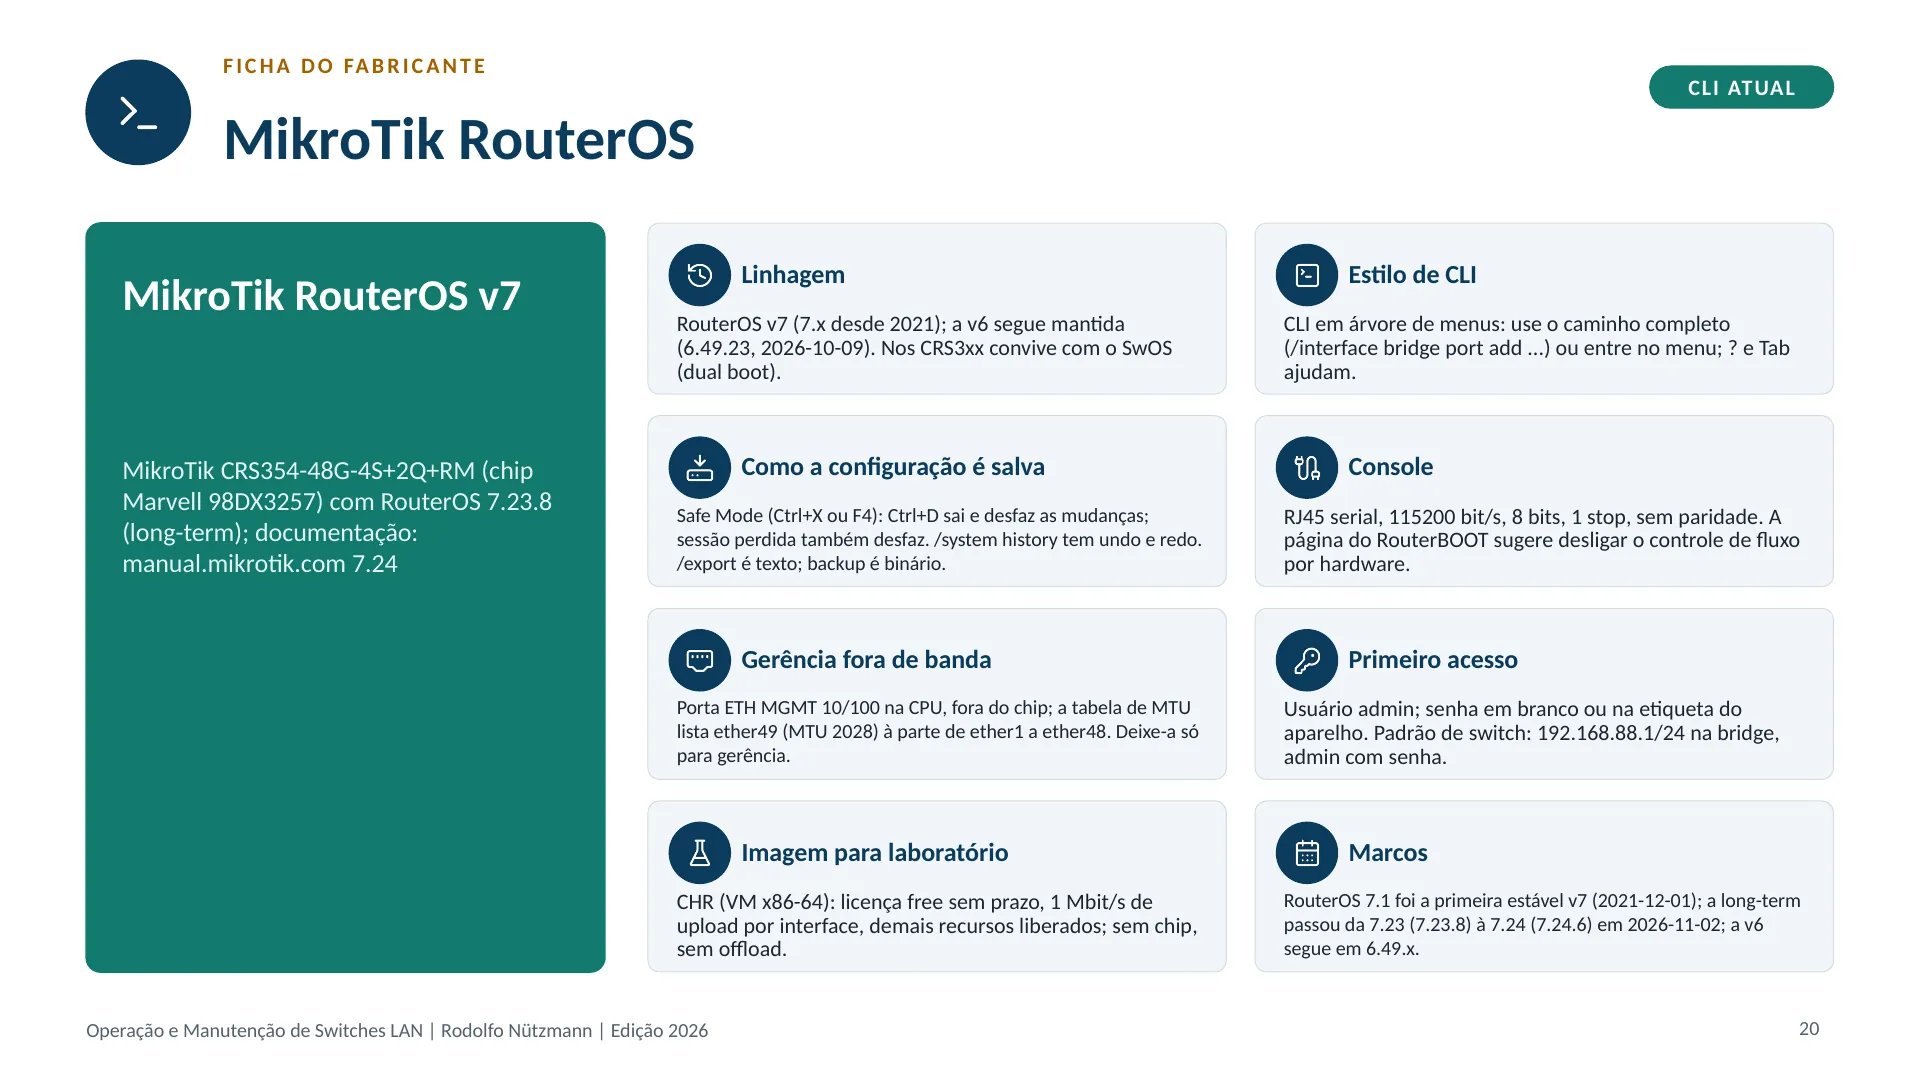 FICHA DO FABRICANTE
MikroTik RouterOS
CLI ATUAL
MikroTik RouterOS v7
MikroTik CRS354-48G-4S+2Q+RM (chip
Marvell 98DX3257) com RouterOS 7.23.8
(long-term); documentação:
manual.mikrotik.com 7.24
Linhagem
RouterOS v7 (7.x desde 2021); a v6 segue mantida
(6.49.23, 2026-10-09). Nos CRS3xx convive com o SwOS
(dual boot).
Estilo de CLI
CLI em árvore de menus: use o caminho completo
(/interface bridge port add ...) ou entre no menu; ? e Tab
ajudam.
Como a configuração é salva
Safe Mode (Ctrl+X ou F4): Ctrl+D sai e desfaz as mudanças;
sessão perdida também desfaz. /system history tem undo e redo.
/export é texto; backup é binário.
Console
RJ45 serial, 115200 bit/s, 8 bits, 1 stop, sem paridade. A
página do RouterBOOT sugere desligar o controle de fluxo
por hardware.
Gerência fora de banda
Porta ETH MGMT 10/100 na CPU, fora do chip; a tabela de MTU
lista ether49 (MTU 2028) à parte de ether1 a ether48. Deixe-a só
para gerência.
Primeiro acesso
Usuário admin; senha em branco ou na etiqueta do
aparelho. Padrão de switch: 192.168.88.1/24 na bridge,
admin com senha.
Imagem para laboratório
CHR (VM x86-64): licença free sem prazo, 1 Mbit/s de
upload por interface, demais recursos liberados; sem chip,
sem offload.
Marcos
RouterOS 7.1 foi a primeira estável v7 (2021-12-01); a long-term
passou da 7.23 (7.23.8) à 7.24 (7.24.6) em 2026-11-02; a v6
segue em 6.49.x.
Operação e Manutenção de Switches LAN | Rodolfo Nützmann | Edição 2026
20